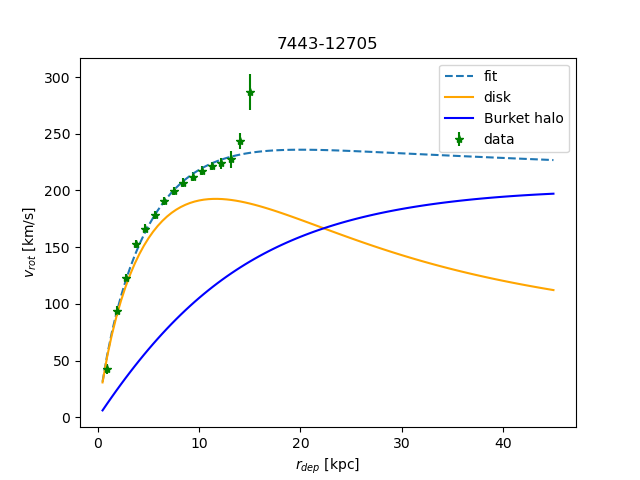 7443-12705
fit
disk
Burket halo
data
300
250
200
150
100
50
0
v_rot [km/s]
0 10 20 30 40
r_dep [kpc]